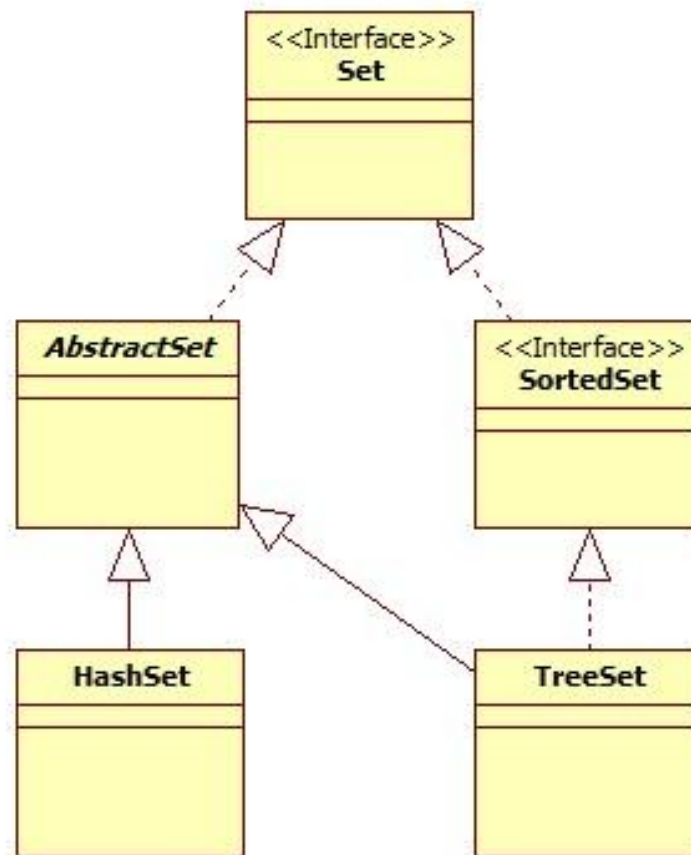 <<Interface>>
Set
AbstractSet
<<Interface>>
SortedSet
HashSet
TreeSet